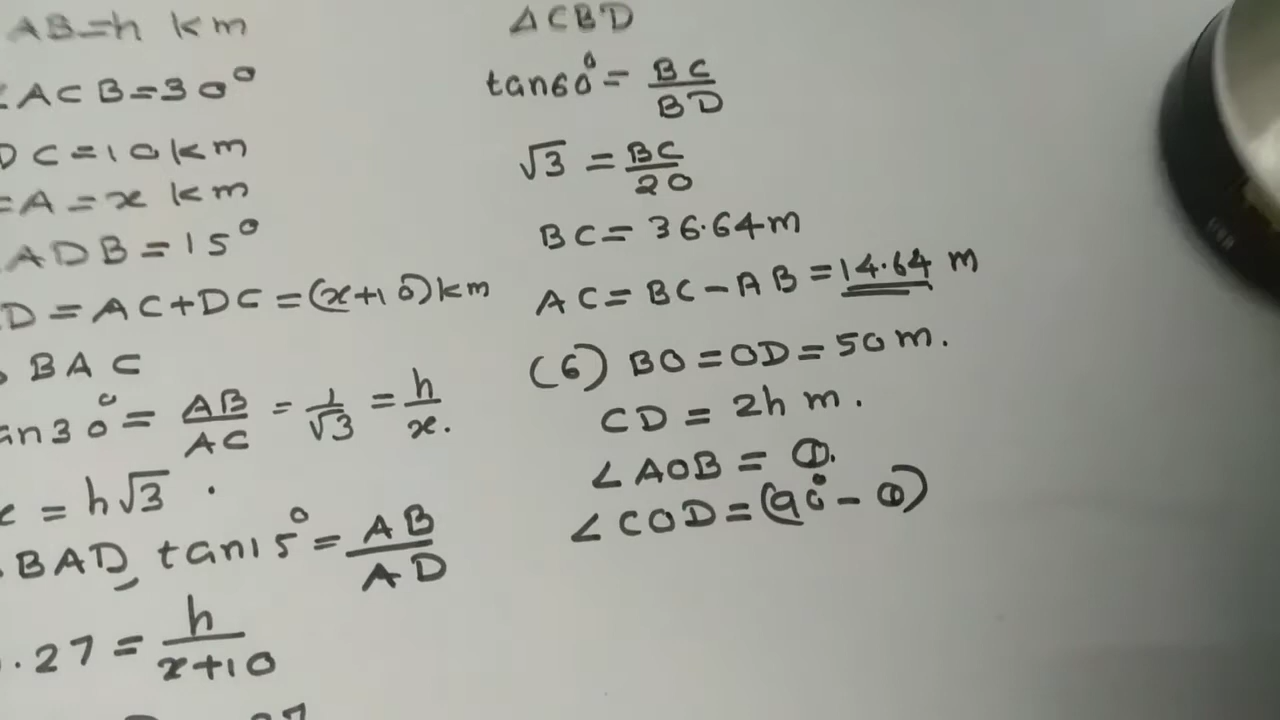 AB=h km
∠ACB=30°
DC=10km
=A=x km
ADB=15°
D=AC+DC=(x+10)km
BAC
an30°=AB/AC=1/√3=h/x.
=h√3.
BAD, tan15°=AB/AD
.27=h/x+10
27
ΔCBD
tan60°=BC/BD
√3=BC/20
BC=36.64m
AC=BC-AB=14.64 m
(6) BO=OD=50m.
CD=2h m.
∠AOB=θ.
∠COD=(90°-θ)